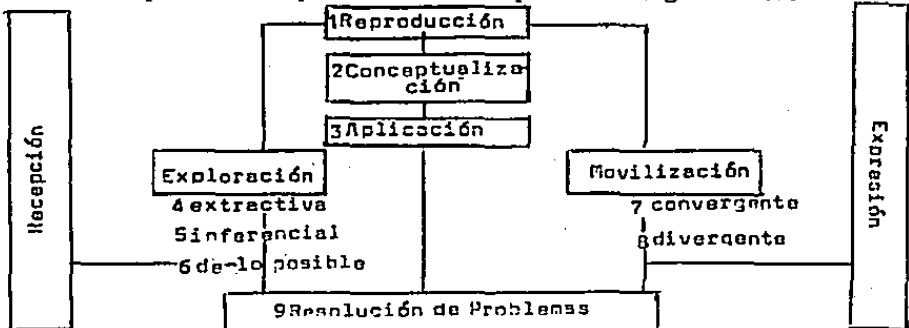 1Reproducción
2Conceptualiza-
ción
3Aplicación
Recepción
Exploración
4 extractiva
5inferencial
6 de-lo posible
Movilización
7 convergente
8divergente
Expresión
9Resolución de Problemas